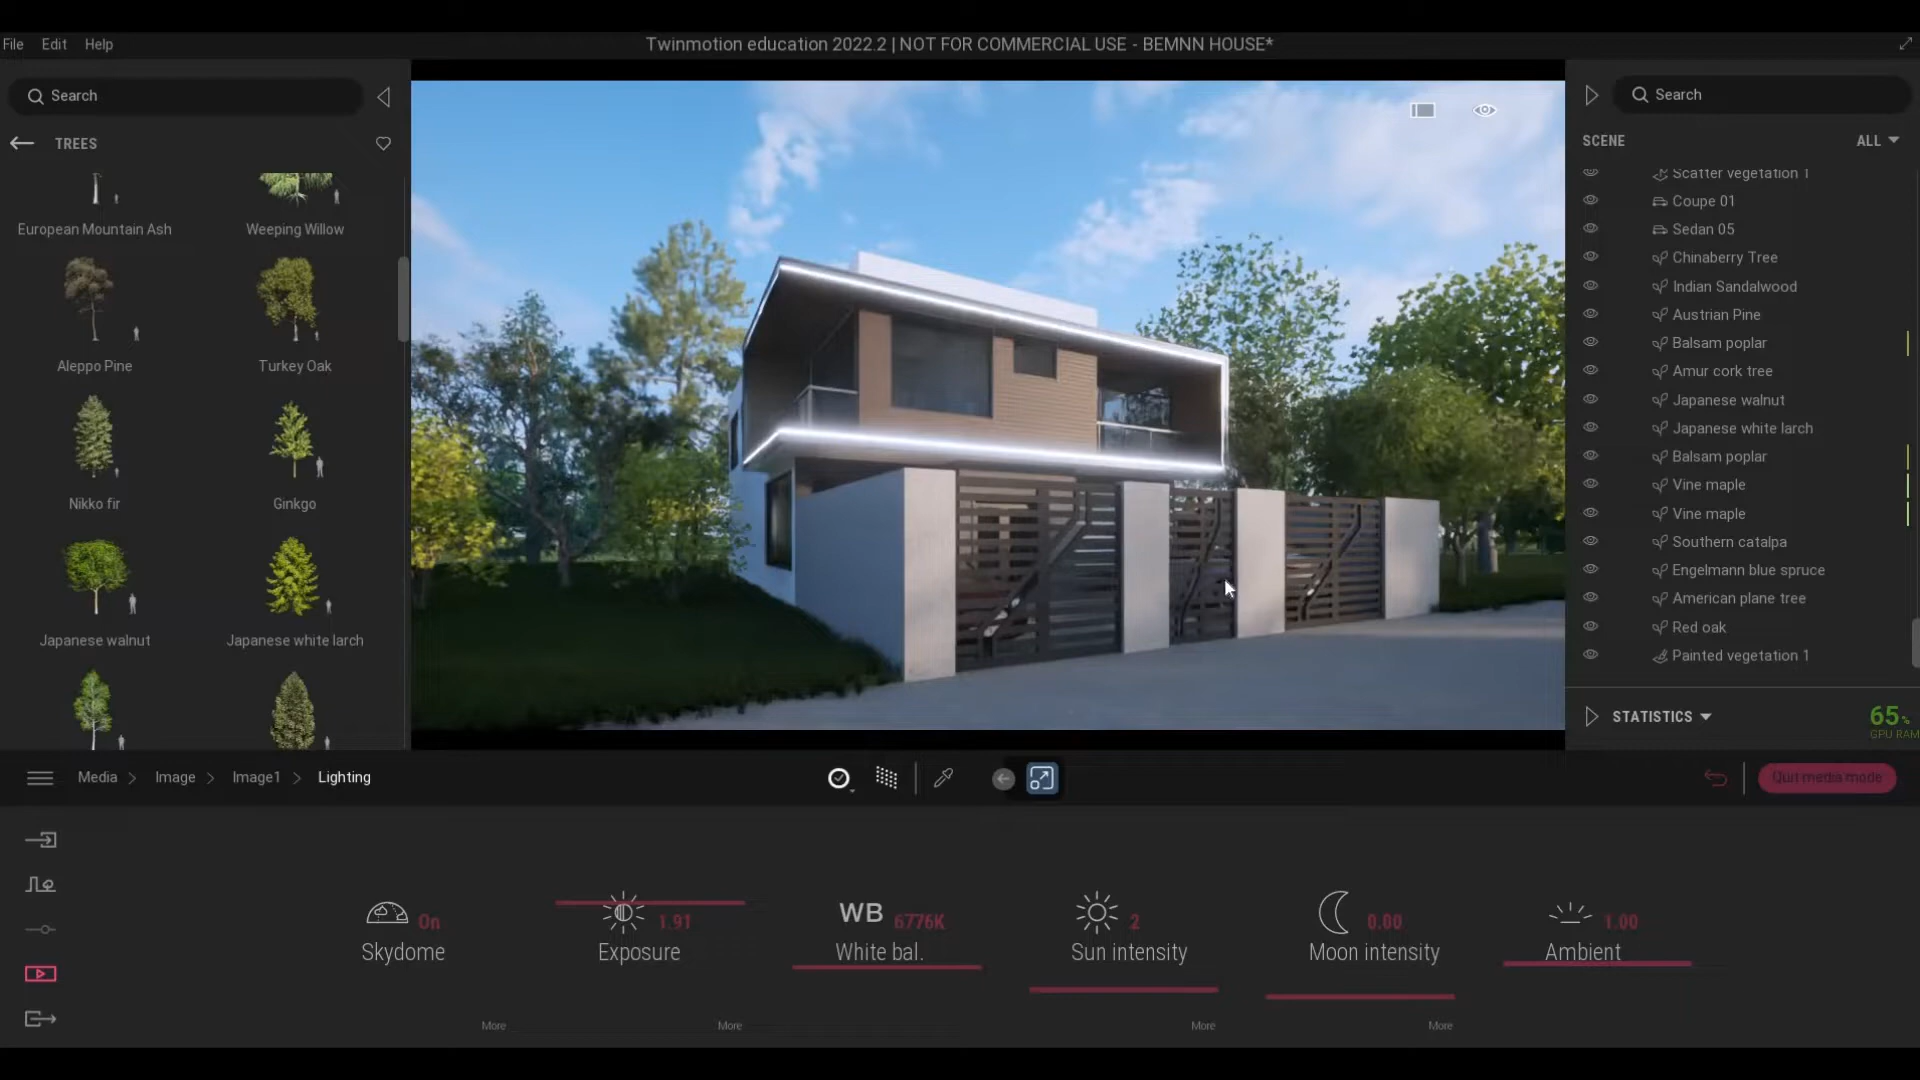 File Edit Help
Twinmotion education 2022.2 | NOT FOR COMMERCIAL USE - BEMNN HOUSE*
Search
TREES
European Mountain Ash
Weeping Willow
Aleppo Pine
Turkey Oak
Nikko fir
Ginkgo
Japanese walnut
Japanese white larch
Search
SCENE
ALL
Scatter vegetation 1
Coupe 01
Sedan 05
Chinaberry Tree
Indian Sandalwood
Austrian Pine
Balsam poplar
Amur cork tree
Japanese walnut
Japanese white larch
Balsam poplar
Vine maple
Vine maple
Southern catalpa
Engelmann blue spruce
American plane tree
Red oak
Painted vegetation 1
STATISTICS
65%
GPU RAM
Media > Image > Image1 > Lighting
Quit media mode
On
Skydome
More
1.91
Exposure
More
WB 6776K
White bal.
2
Sun intensity
More
0.00
Moon intensity
More
1.00
Ambient